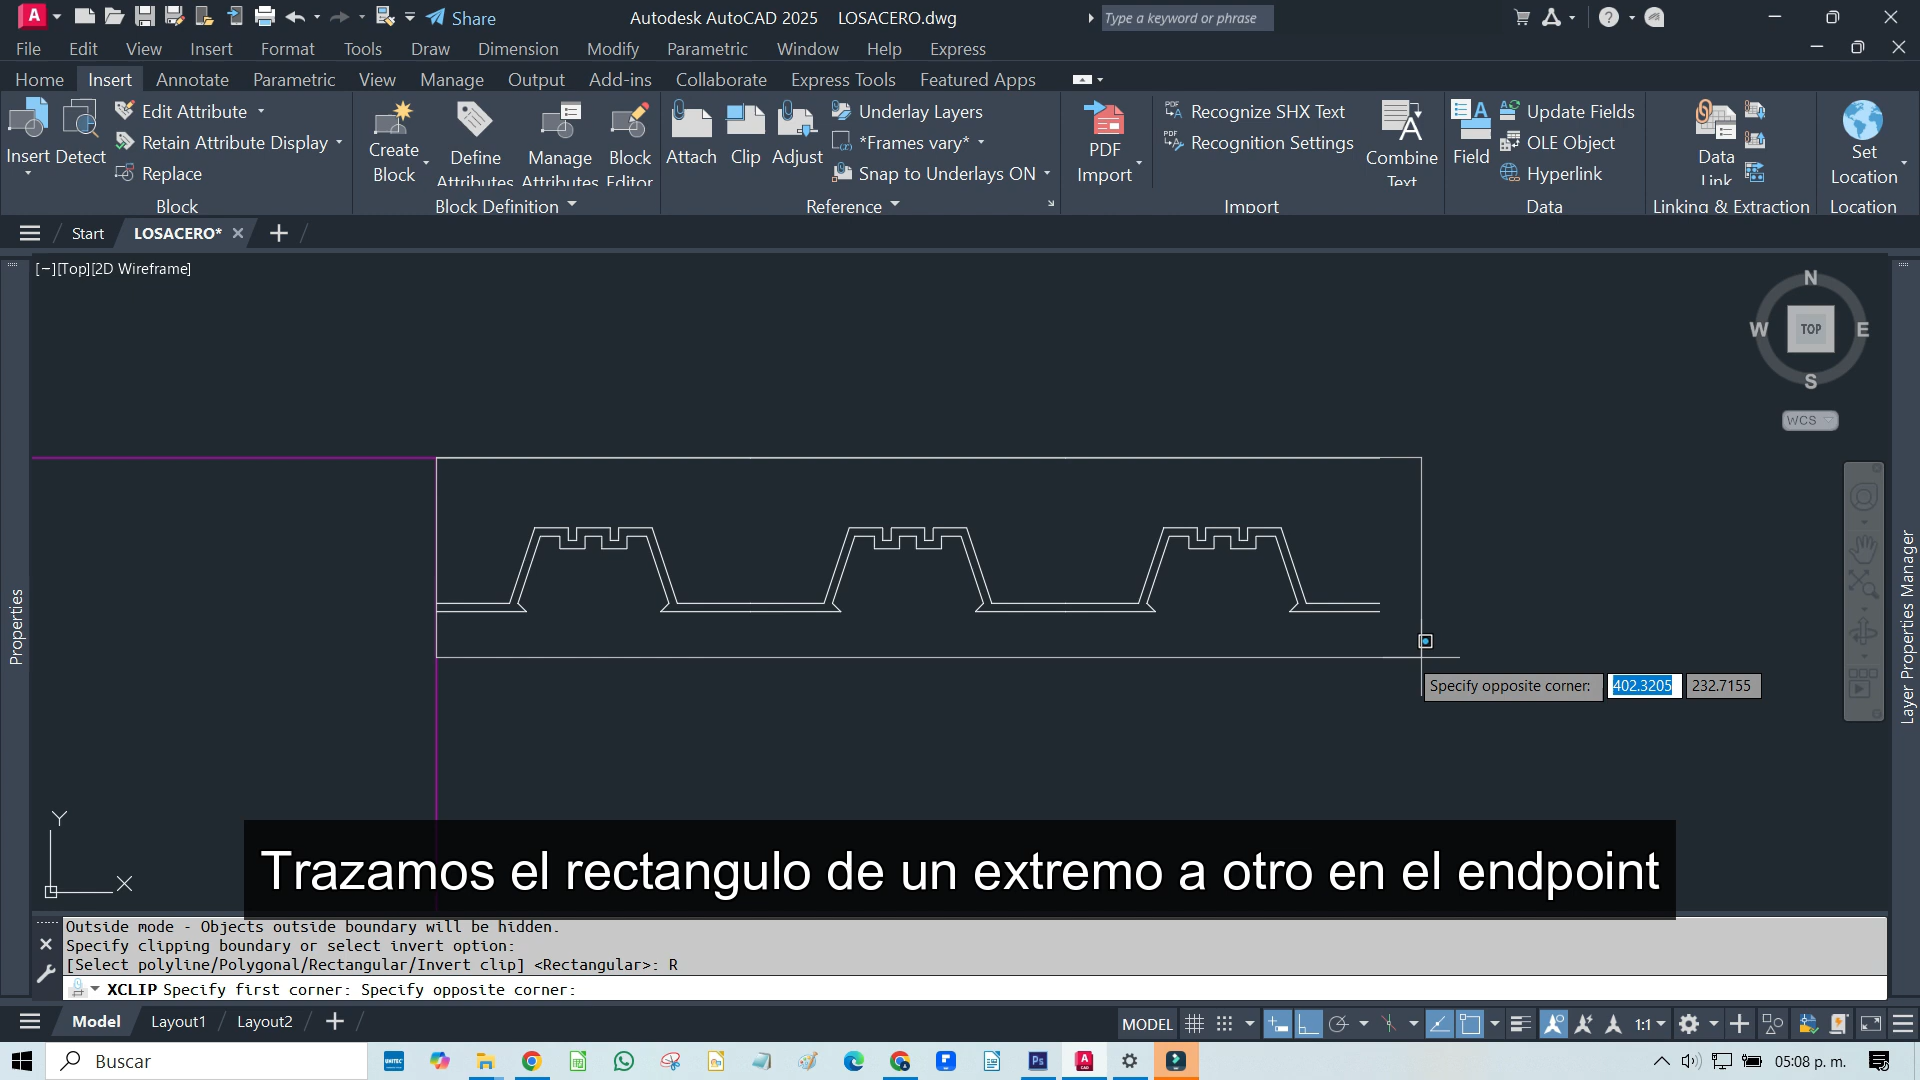 A
CAD
Share
Autodesk AutoCAD 2025 LOSACERO.dwg
Type a keyword or phrase
File Edit View Insert Format Tools Draw Dimension Modify Parametric Window Help Express
Home Insert Annotate Parametric View Manage Output Add-ins Collaborate Express Tools Featured Apps
Insert
Detect
Edit Attribute
Retain Attribute Display
Replace
Block
Create
Block
Define
Attributes
Manage
Attributes
Block
Editor
Block Definition
Attach
Clip
Adjust
Underlay Layers
*Frames vary*
Snap to Underlays ON
Reference
PDF
Import
Recognize SHX Text
Recognition Settings
Combine
Text
Import
Field
Update Fields
OLE Object
Hyperlink
Data
Data
Link
Linking & Extraction
Set
Location
Location
Start
LOSACERO*
[−][Top][2D Wireframe]
N
W
TOP
E
S
WCS
Properties
Layer Properties Manager
Specify opposite corner: 402.3205 232.7155
Y
X
Trazamos el rectangulo de un extremo a otro en el endpoint
Outside mode - Objects outside boundary will be hidden.
Specify clipping boundary or select invert option:
[Select polyline/Polygonal/Rectangular/Invert clip] <Rectangular>: R
XCLIP Specify first corner: Specify opposite corner:
Model Layout1 Layout2
MODEL
1:1
Buscar
Ps
05:08 p. m.